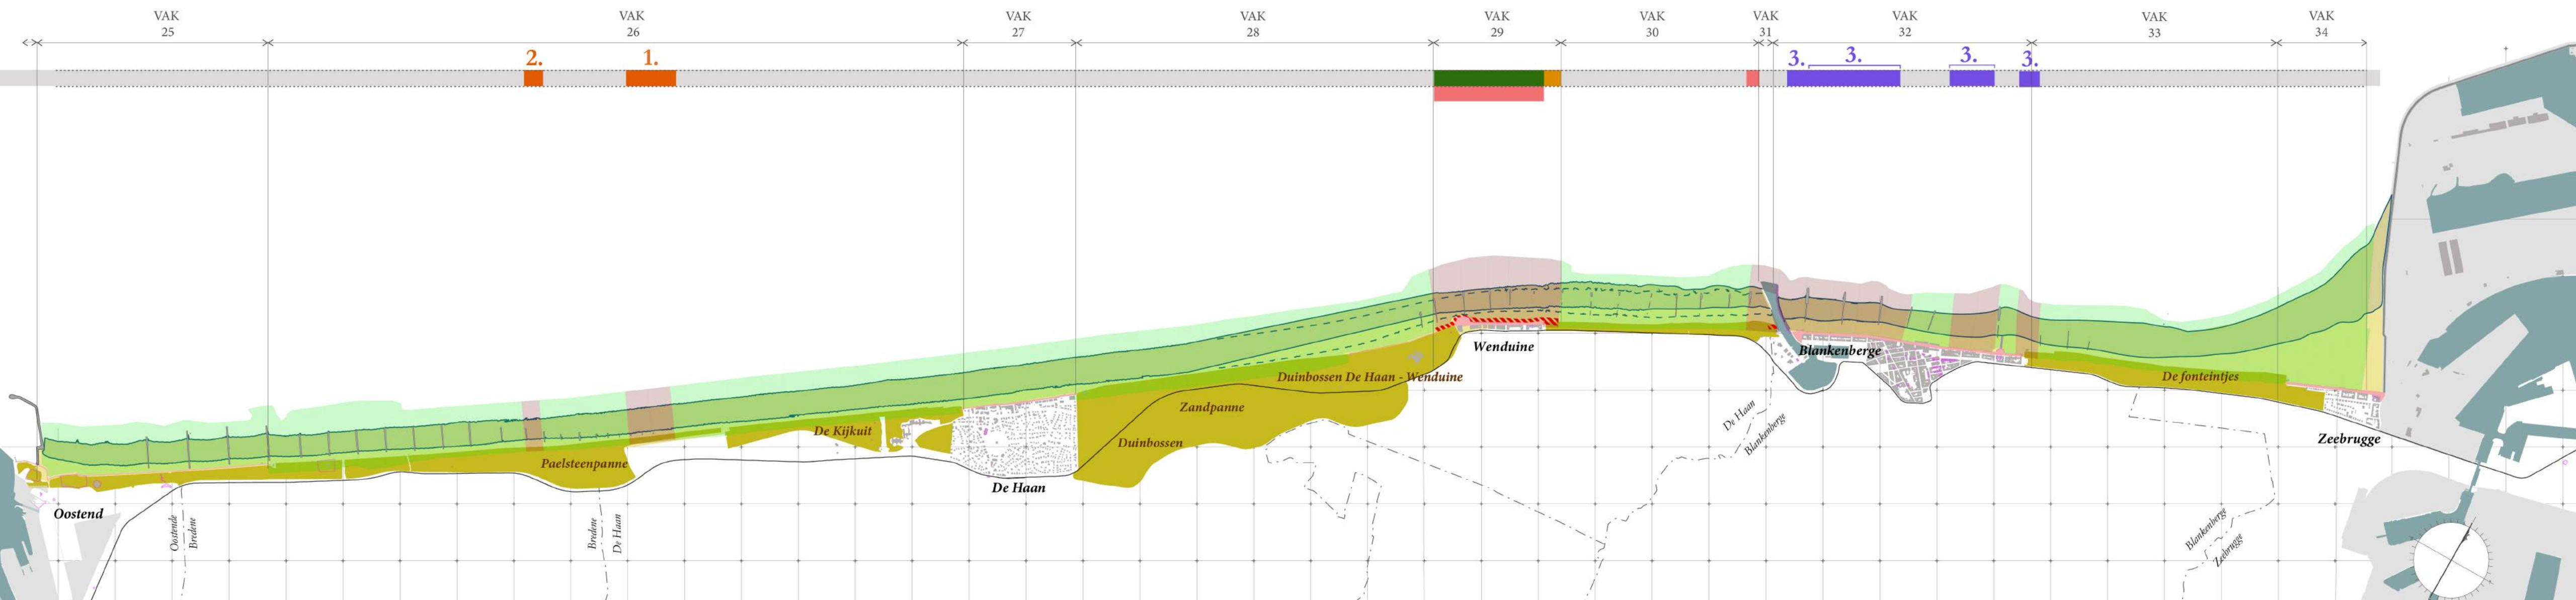 VAK
25
VAK
26
VAK
27
VAK
28
VAK
29
VAK
30
VAK
31
VAK
32
VAK
33
VAK
34
2.
1.
3.
3.
3.
3.
Wenduine
Blankenberge
Duinbossen De Haan - Wenduine
De fonteintjes
Zandpanne
De Kijkuit
Duinbossen
Zeebrugge
Paelsteenpanne
De Haan
Oostend
De Haan
Blankenberge
Oostende
Bredene
Bredene
De Haan
Blankenberge
Zeebrugge